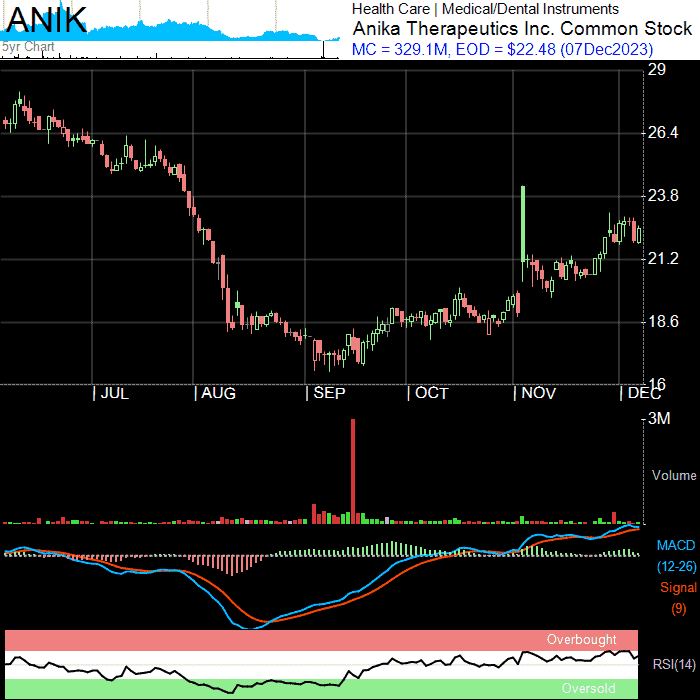 ANIK
5yr Chart
Health Care | Medical/Dental Instruments
Anika Therapeutics Inc. Common Stock
MC = 329.1M, EOD = $22.48 (07Dec2023)
29
26.4
23.8
21.2
18.6
16
| JUL | AUG | SEP | OCT | NOV | DEC
3M
Volume
MACD
(12-26)
Signal
(9)
Overbought
RSI(14)
Oversold